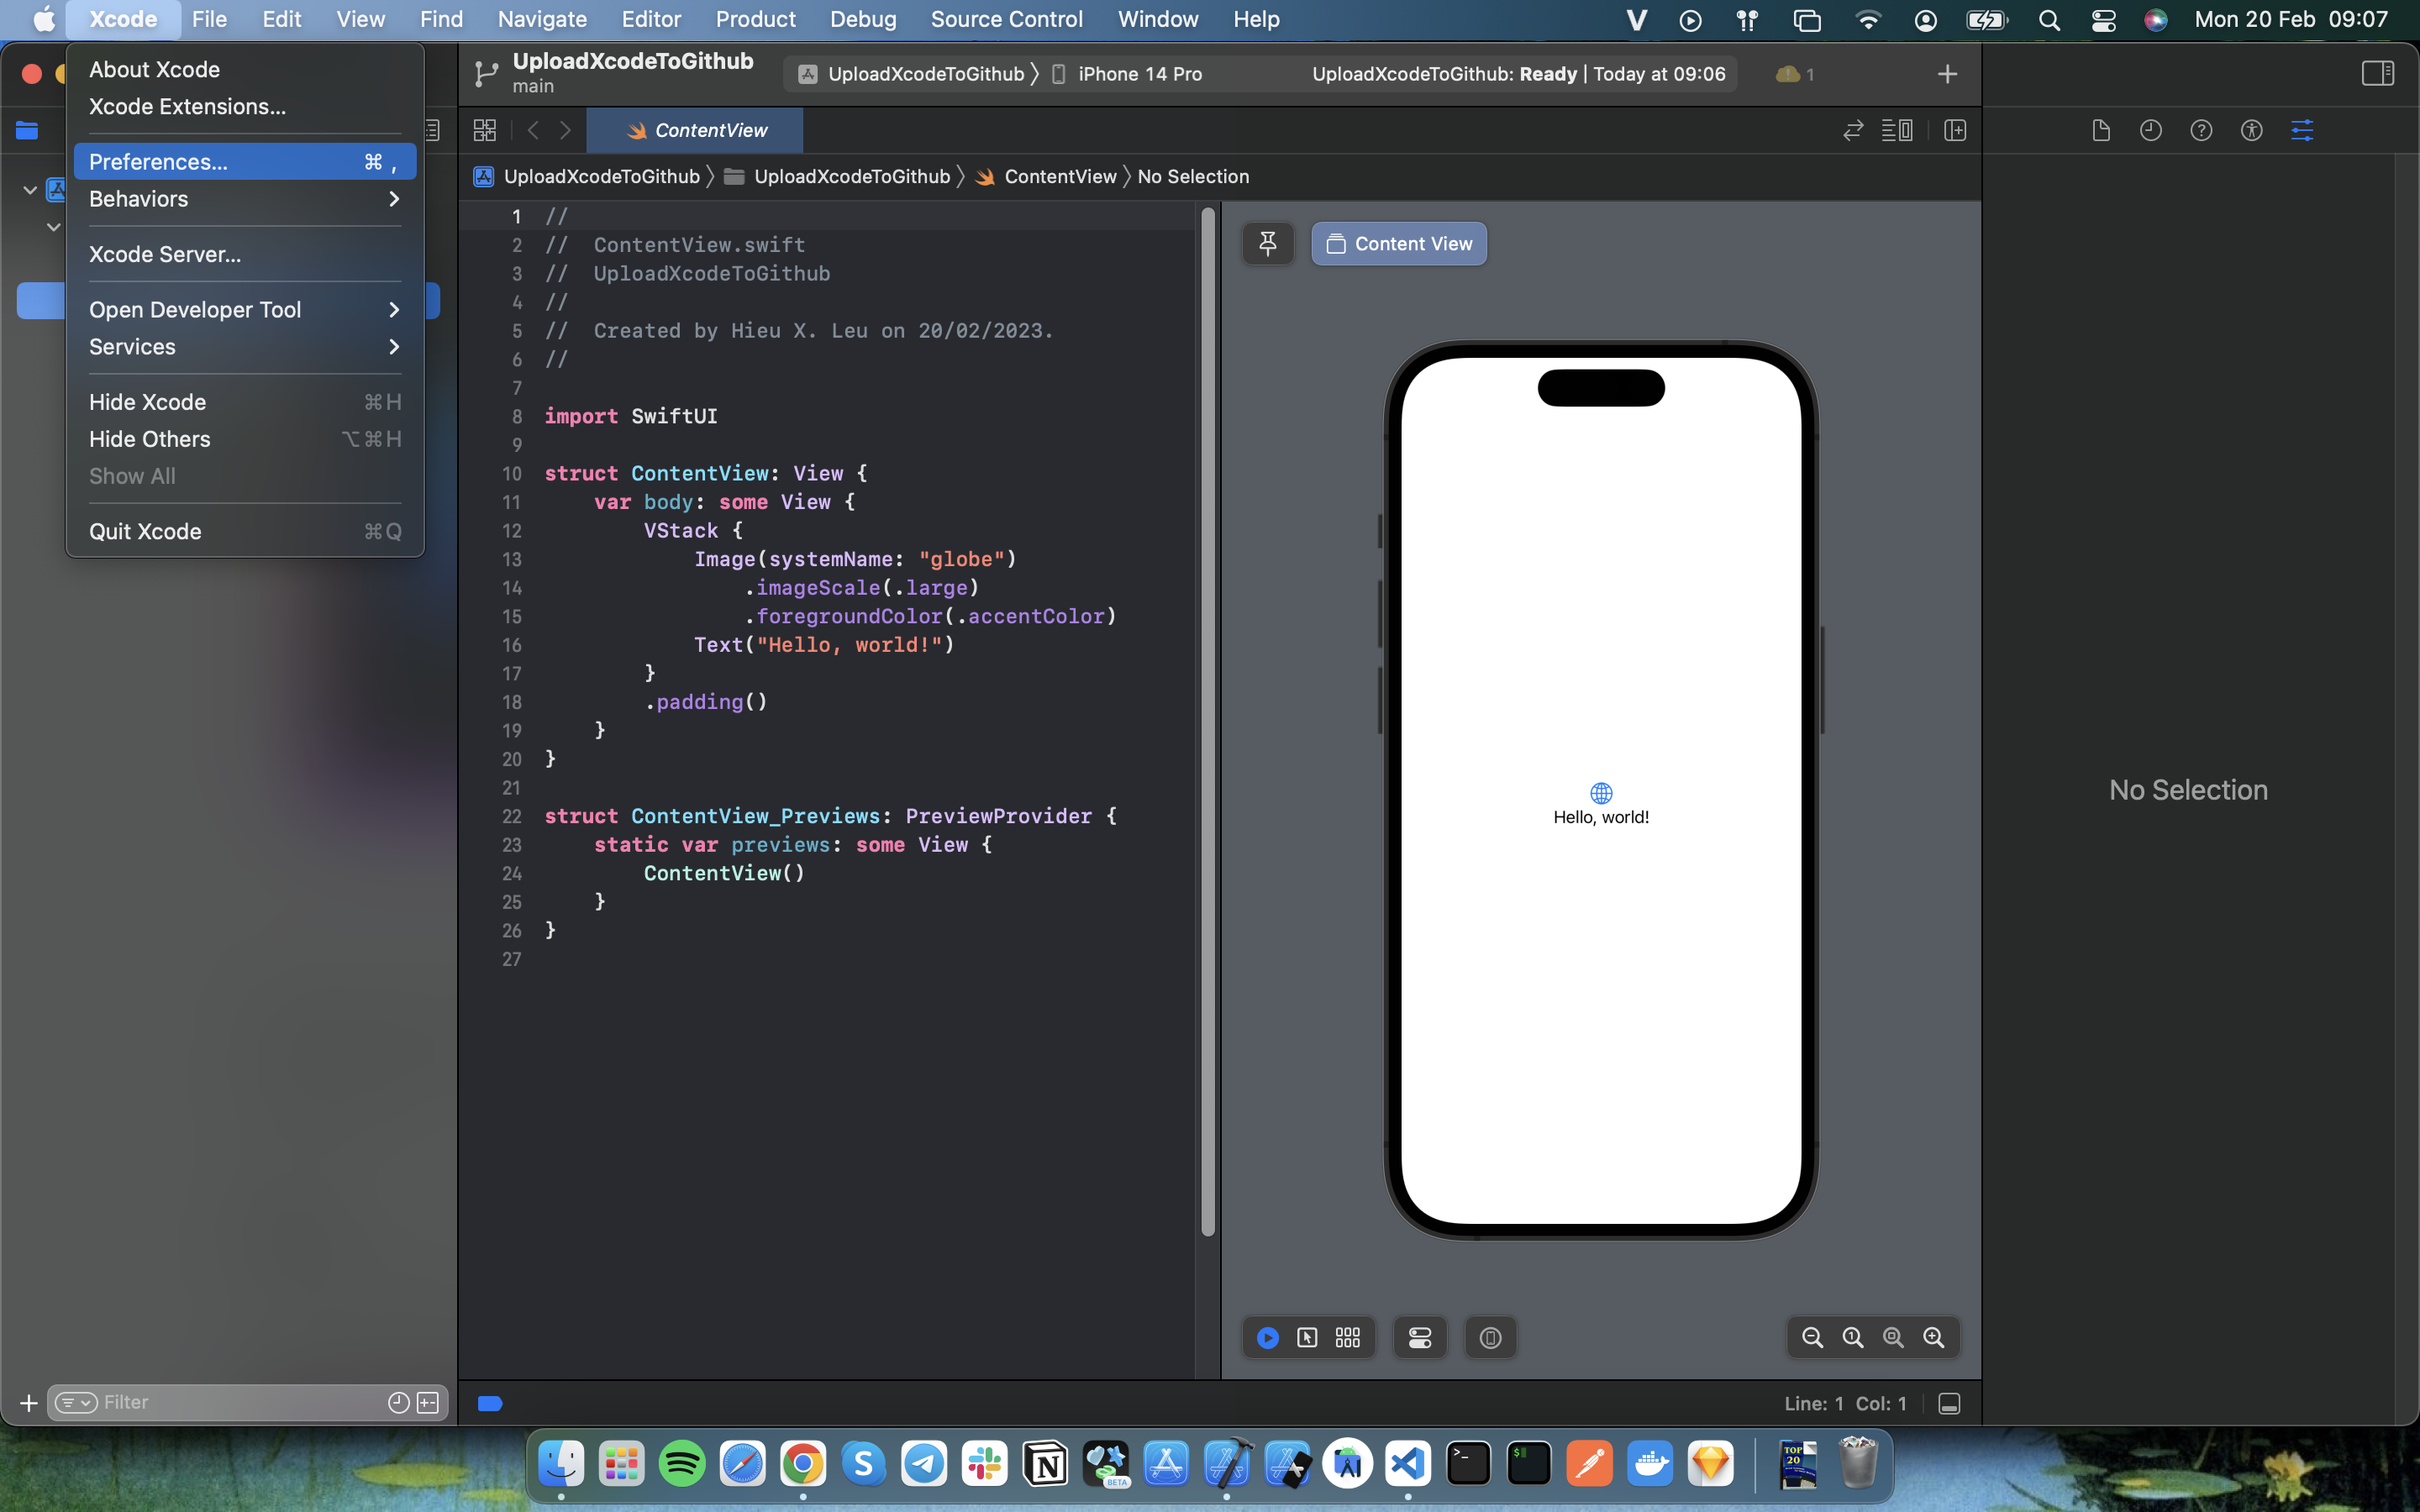 Xcode File Edit View Find Navigate Editor Product Debug Source Control Window Help Mon 20 Feb 09:07
About Xcode
Xcode Extensions...
Preferences... ⌘ ,
Behaviors
Xcode Server...
Open Developer Tool
Services
Hide Xcode ⌘H
Hide Others ⌥⌘H
Show All
Quit Xcode ⌘Q
UploadXcodeToGithub
main
UploadXcodeToGithub 〉 iPhone 14 Pro UploadXcodeToGithub: Ready | Today at 09:06 1
ContentView
UploadXcodeToGithub 〉 UploadXcodeToGithub 〉 ContentView 〉 No Selection
1 //
2 //  ContentView.swift
3 //  UploadXcodeToGithub
4 //
5 //  Created by Hieu X. Leu on 20/02/2023.
6 //
7
8 import SwiftUI
9
10 struct ContentView: View {
11     var body: some View {
12         VStack {
13             Image(systemName: "globe")
14                 .imageScale(.large)
15                 .foregroundColor(.accentColor)
16             Text("Hello, world!")
17         }
18         .padding()
19     }
20 }
21
22 struct ContentView_Previews: PreviewProvider {
23     static var previews: some View {
24         ContentView()
25     }
26 }
27
Content View
Hello, world!
No Selection
Filter
Line: 1 Col: 1
BETA
TOP
20